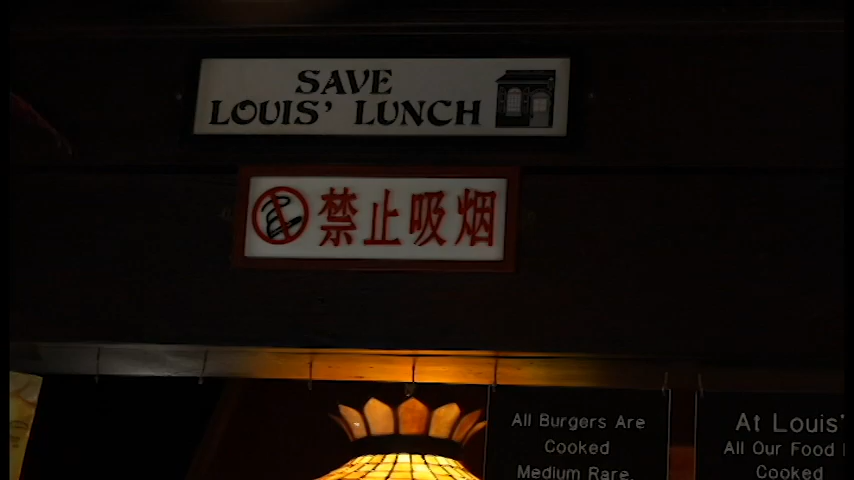 SAVE
LOUIS' LUNCH
禁止吸烟
All Burgers Are
Cooked
Medium Rare.
At Louis'
All Our Food
Cooked